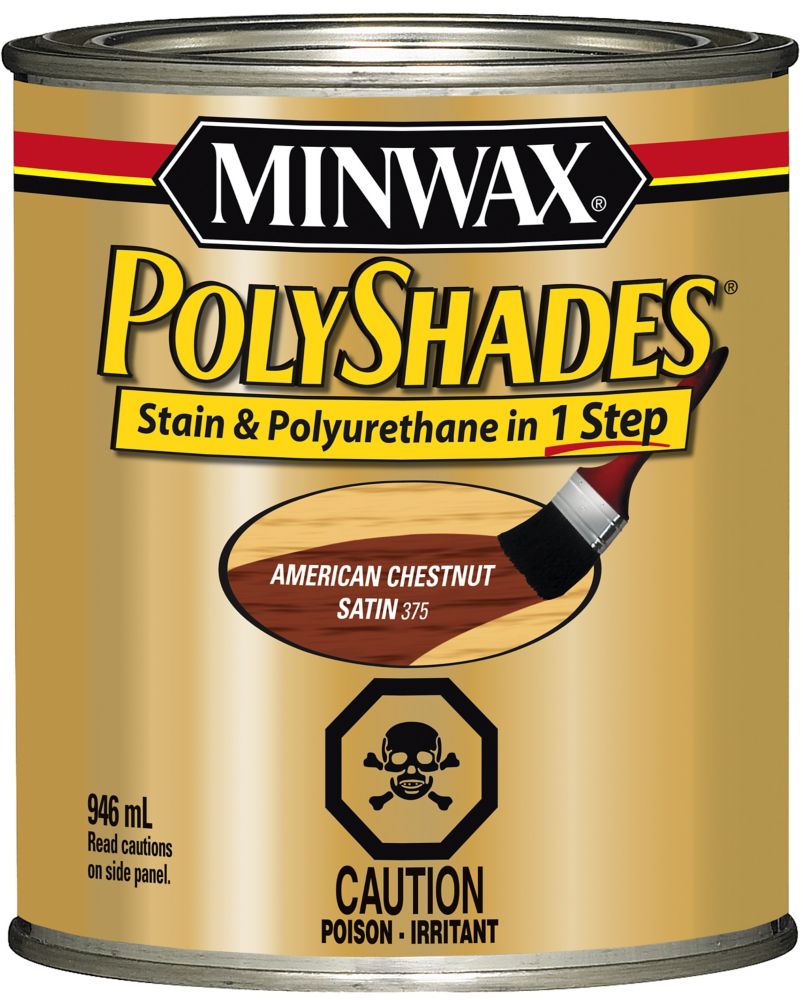 MINWAX®
POLYSHADES®
Stain & Polyurethane in 1 Step
AMERICAN CHESTNUT
SATIN 375
946 mL
Read cautions
on side panel.
CAUTION
POISON - IRRITANT